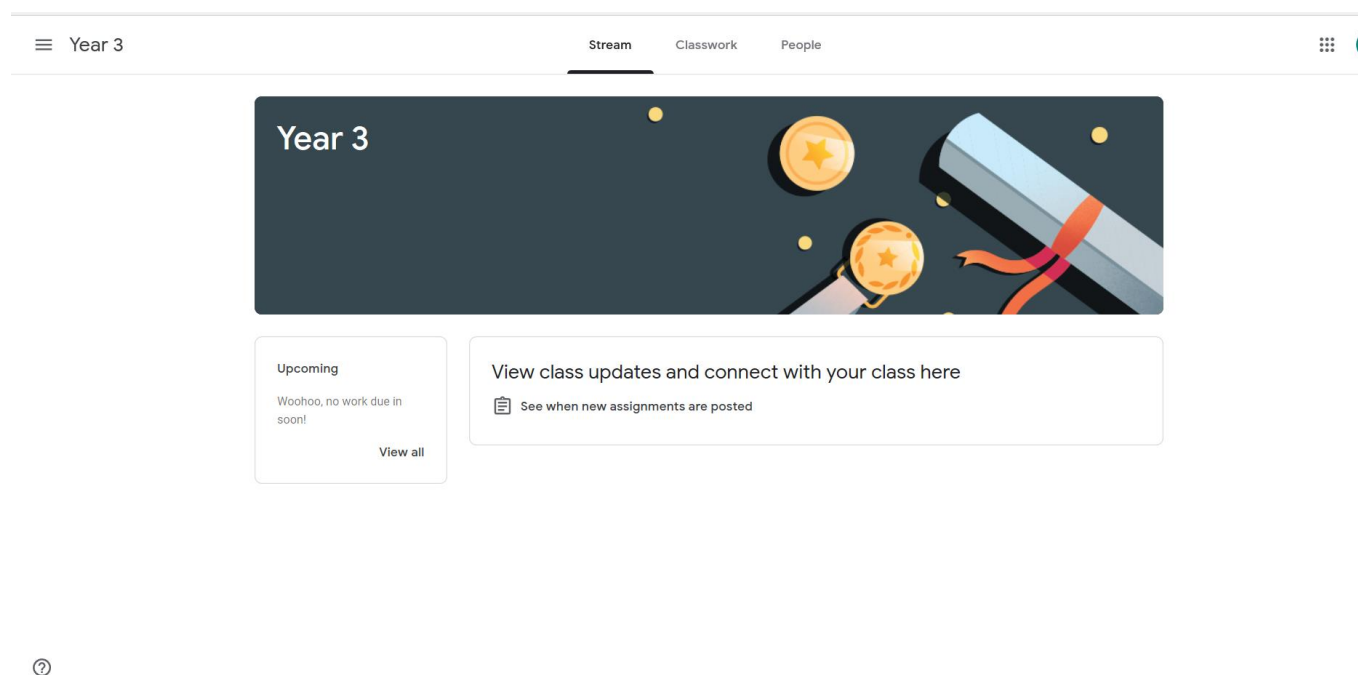 Year 3
Stream
Classwork
People
Year 3
Upcoming
Woohoo, no work due in
soon!
View all
View class updates and connect with your class here
See when new assignments are posted